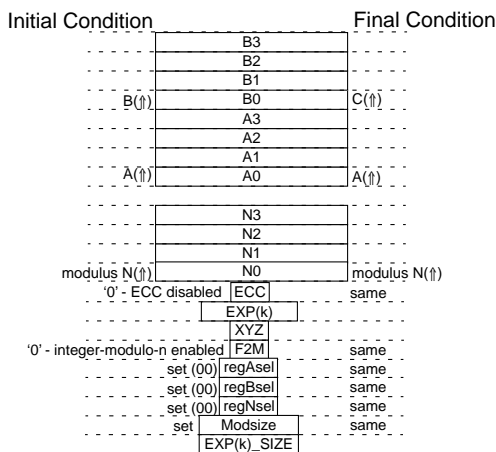 Initial Condition Final Condition
B3
B2
B1
B(⇑) B0 C(⇑)
A3
A2
A1
A(⇑) A0 A(⇑)
N3
N2
N1
modulus N(⇑) N0 modulus N(⇑)
‘0’ - ECC disabled ECC same
EXP(k)
XYZ
‘0’ - integer-modulo-n enabled F2M same
set (00) regAsel same
set (00) regBsel same
set (00) regNsel same
set Modsize same
EXP(k)_SIZE